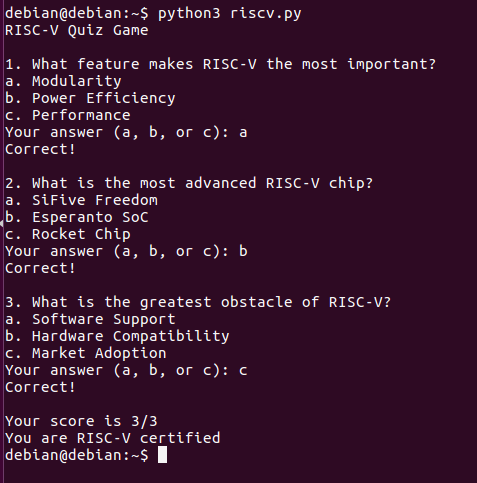 debian@debian:~$ python3 riscv.py
RISC-V Quiz Game
1. What feature makes RISC-V the most important?
a. Modularity
b. Power Efficiency
c. Performance
Your answer (a, b, or c): a
Correct!
2. What is the most advanced RISC-V chip?
a. SiFive Freedom
b. Esperanto SoC
c. Rocket Chip
Your answer (a, b, or c): b
Correct!
3. What is the greatest obstacle of RISC-V?
a. Software Support
b. Hardware Compatibility
c. Market Adoption
Your answer (a, b, or c): c
Correct!
Your score is 3/3
You are RISC-V certified
debian@debian:~$